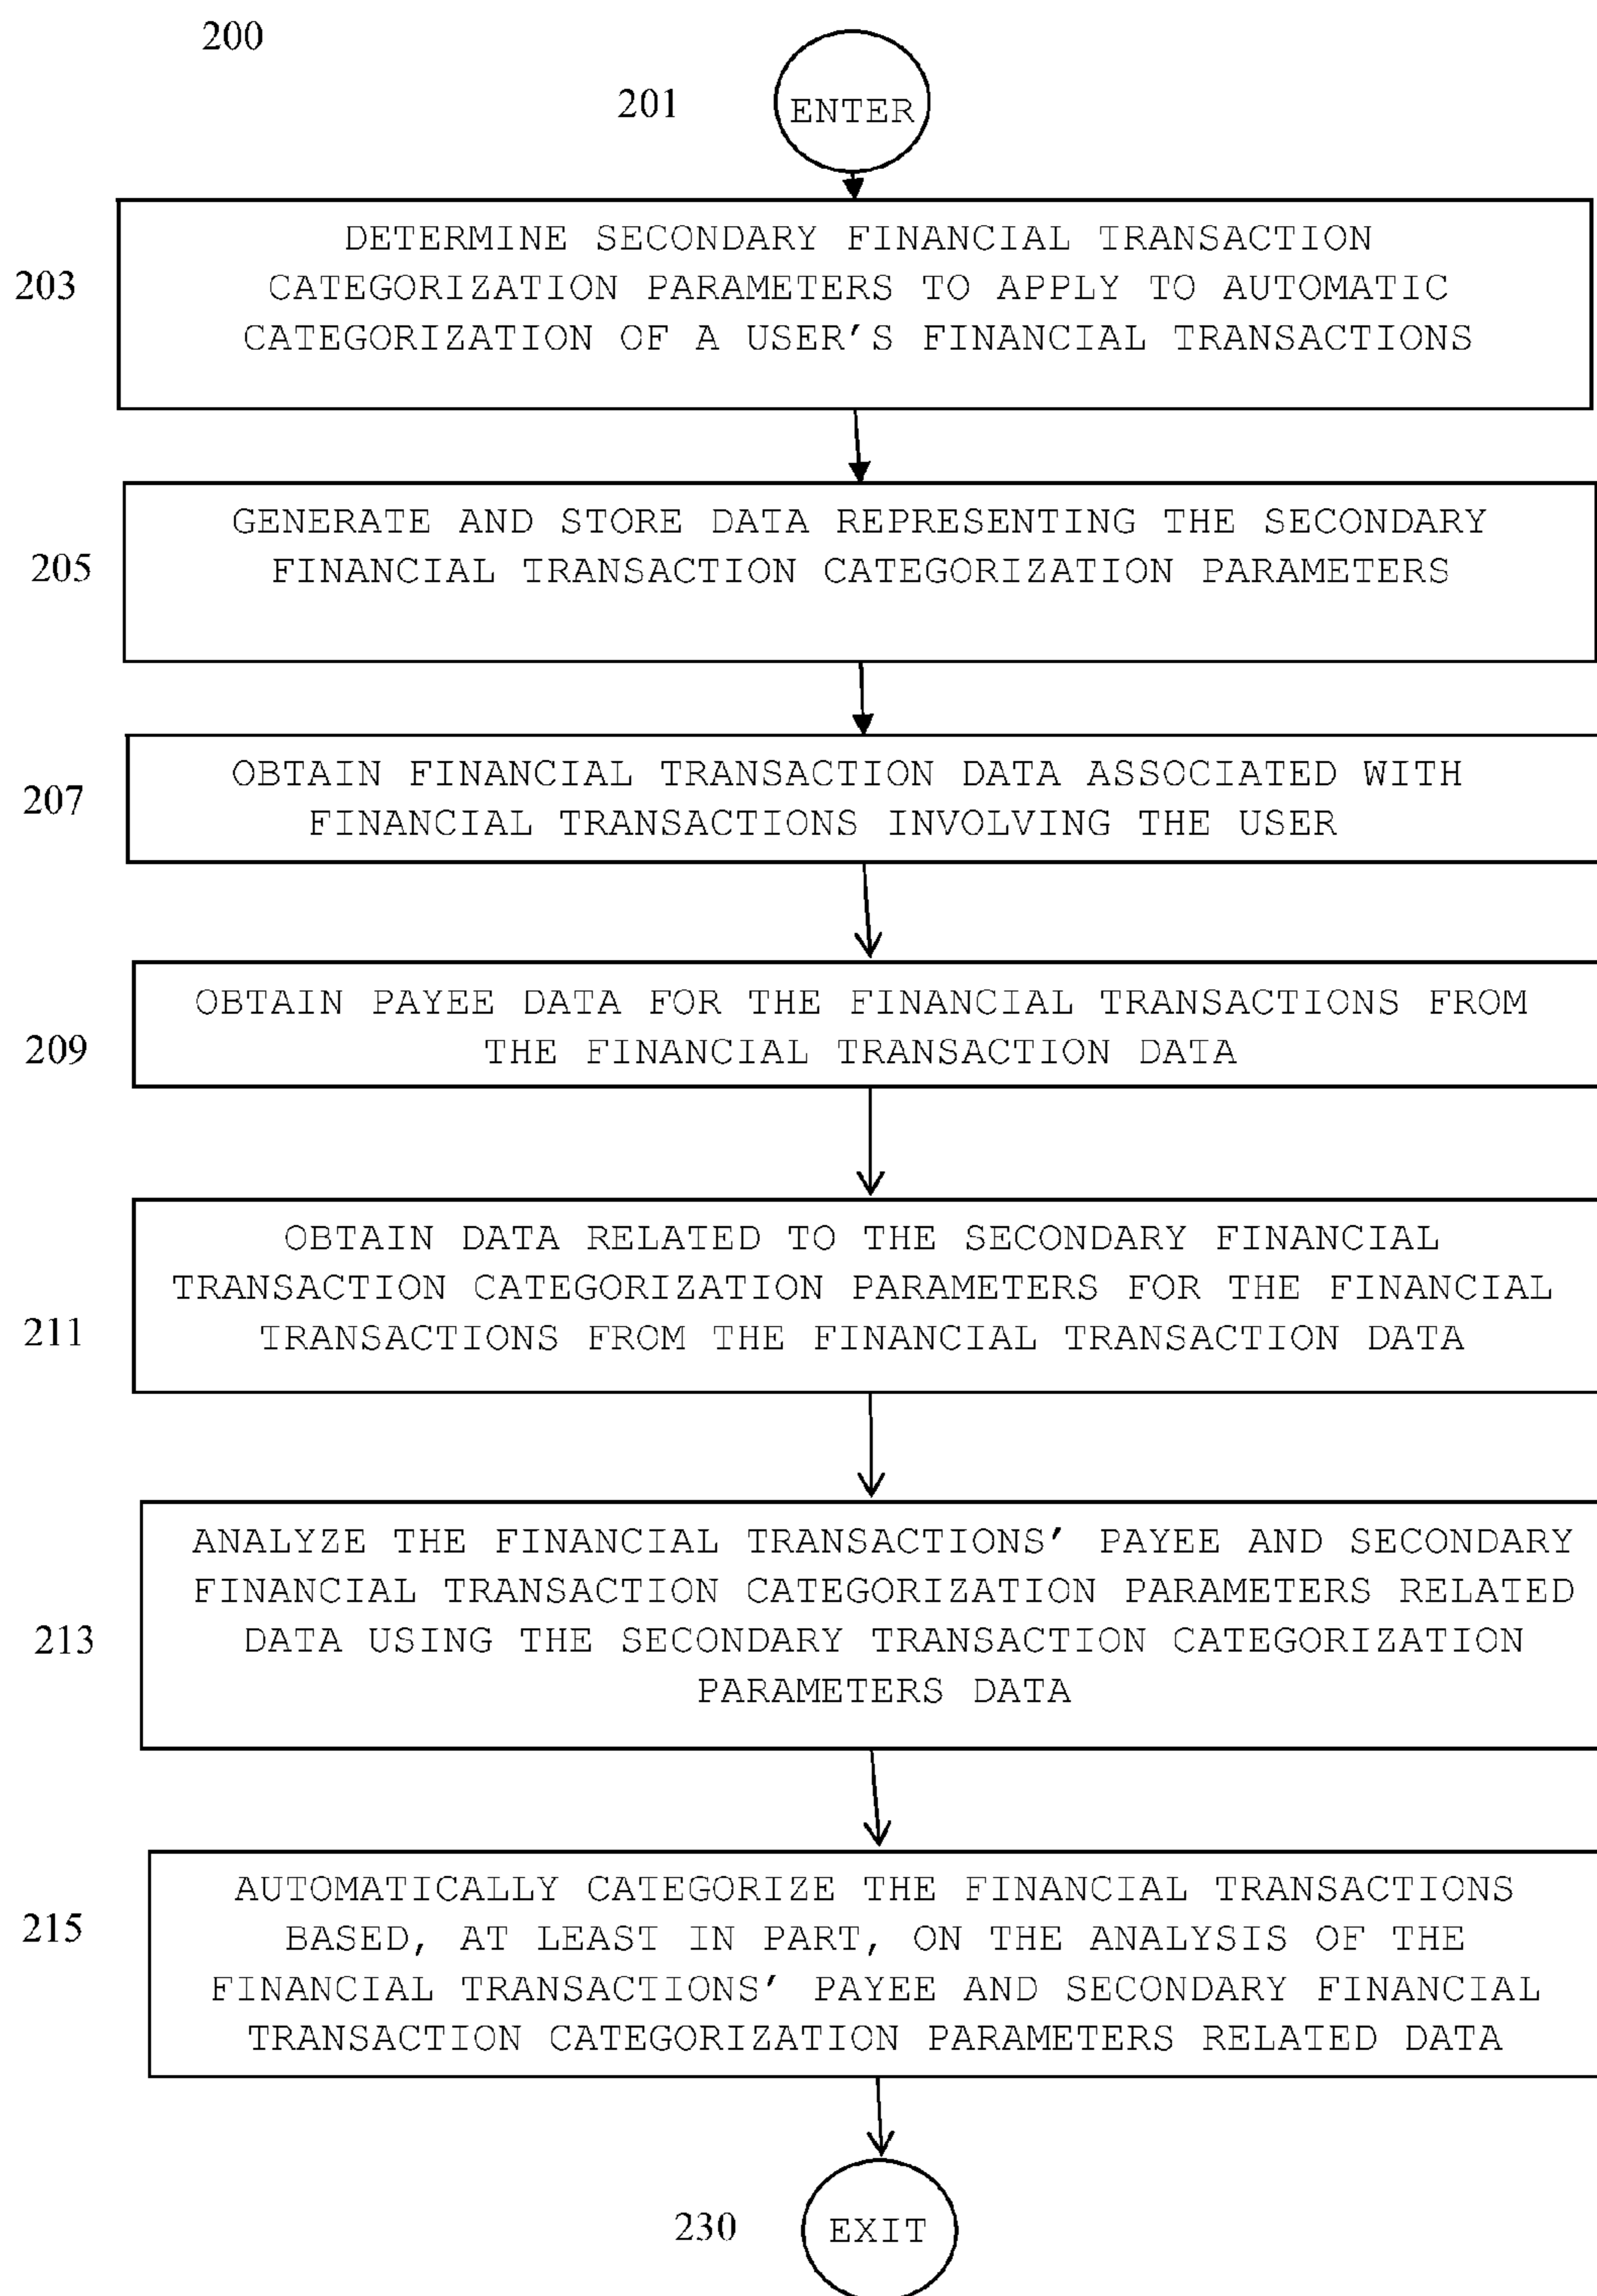 200
201
ENTER
203
DETERMINE SECONDARY FINANCIAL TRANSACTION
CATEGORIZATION PARAMETERS TO APPLY TO AUTOMATIC
CATEGORIZATION OF A USER'S FINANCIAL TRANSACTIONS
205
GENERATE AND STORE DATA REPRESENTING THE SECONDARY
FINANCIAL TRANSACTION CATEGORIZATION PARAMETERS
207
OBTAIN FINANCIAL TRANSACTION DATA ASSOCIATED WITH
FINANCIAL TRANSACTIONS INVOLVING THE USER
209
OBTAIN PAYEE DATA FOR THE FINANCIAL TRANSACTIONS FROM
THE FINANCIAL TRANSACTION DATA
211
OBTAIN DATA RELATED TO THE SECONDARY FINANCIAL
TRANSACTION CATEGORIZATION PARAMETERS FOR THE FINANCIAL
TRANSACTIONS FROM THE FINANCIAL TRANSACTION DATA
213
ANALYZE THE FINANCIAL TRANSACTIONS' PAYEE AND SECONDARY
FINANCIAL TRANSACTION CATEGORIZATION PARAMETERS RELATED
DATA USING THE SECONDARY TRANSACTION CATEGORIZATION
PARAMETERS DATA
215
AUTOMATICALLY CATEGORIZE THE FINANCIAL TRANSACTIONS
BASED, AT LEAST IN PART, ON THE ANALYSIS OF THE
FINANCIAL TRANSACTIONS' PAYEE AND SECONDARY FINANCIAL
TRANSACTION CATEGORIZATION PARAMETERS RELATED DATA
230
EXIT